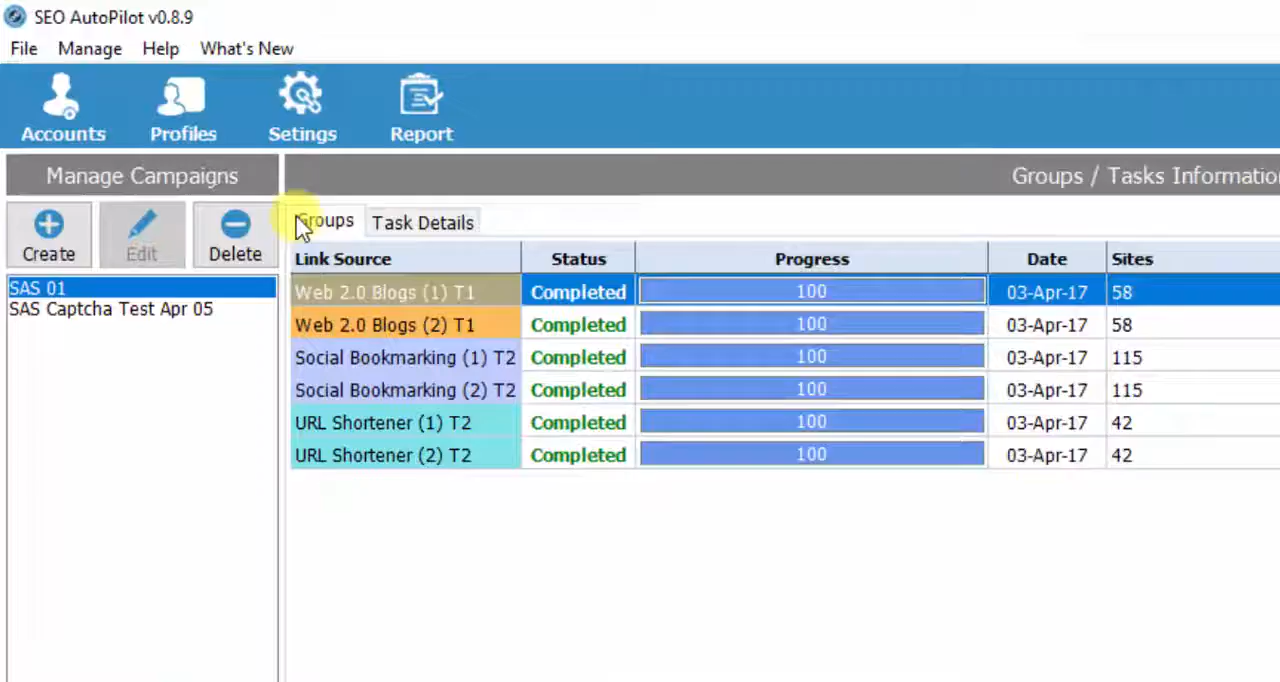 SEO AutoPilot v0.8.9
File Manage Help What's New
Accounts Profiles Setings Report
Manage Campaigns
Groups / Tasks Informatio
Create Edit Delete
Groups Task Details
SAS 01
SAS Captcha Test Apr 05
Link Source Status Progress Date Sites
Web 2.0 Blogs (1) T1 Completed 100 03-Apr-17 58
Web 2.0 Blogs (2) T1 Completed 100 03-Apr-17 58
Social Bookmarking (1) T2 Completed 100 03-Apr-17 115
Social Bookmarking (2) T2 Completed 100 03-Apr-17 115
URL Shortener (1) T2 Completed 100 03-Apr-17 42
URL Shortener (2) T2 Completed 100 03-Apr-17 42